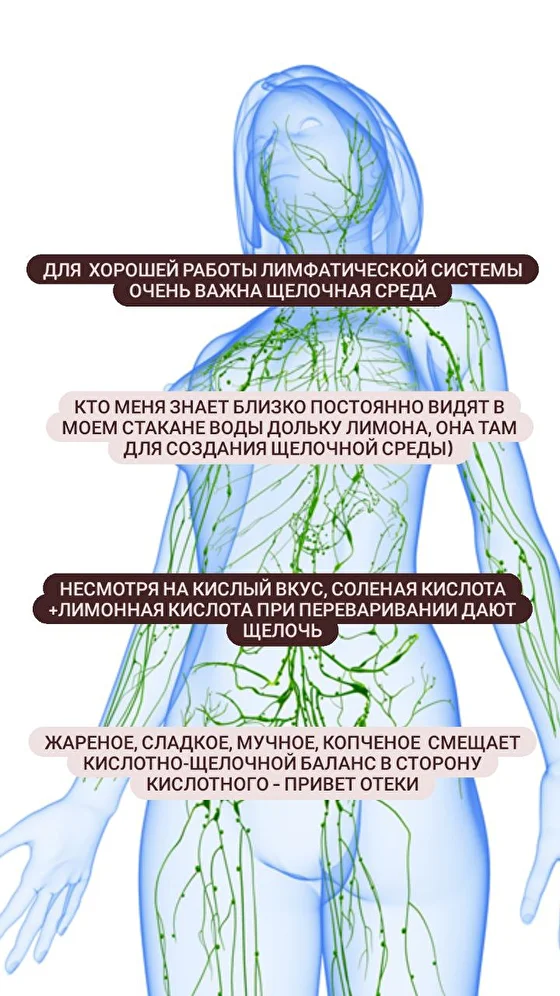 ДЛЯ ХОРОШЕЙ РАБОТЫ ЛИМФАТИЧЕСКОЙ СИСТЕМЫ
ОЧЕНЬ ВАЖНА ЩЕЛОЧНАЯ СРЕДА
КТО МЕНЯ ЗНАЕТ БЛИЗКО ПОСТОЯННО ВИДЯТ В
МОЕМ СТАКАНЕ ВОДЫ ДОЛЬКУ ЛИМОНА, ОНА ТАМ
ДЛЯ СОЗДАНИЯ ЩЕЛОЧНОЙ СРЕДЫ)
НЕСМОТРЯ НА КИСЛЫЙ ВКУС, СОЛЕНАЯ КИСЛОТА
+ЛИМОННАЯ КИСЛОТА ПРИ ПЕРЕВАРИВАНИИ ДАЮТ
ЩЕЛОЧЬ
ЖАРЕНОЕ, СЛАДКОЕ, МУЧНОЕ, КОПЧЕНОЕ СМЕЩАЕТ
КИСЛОТНО-ЩЕЛОЧНОЙ БАЛАНС В СТОРОНУ
КИСЛОТНОГО - ПРИВЕТ ОТЕКИ